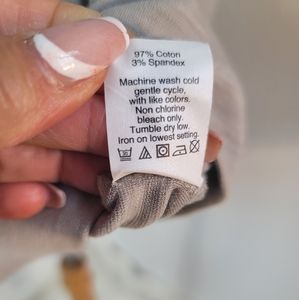 97% Coton
3% Spandex
Machine wash cold
gentle cycle,
with like colors.
Non chlorine
bleach only.
Tumble dry low.
Iron on lowest setting.